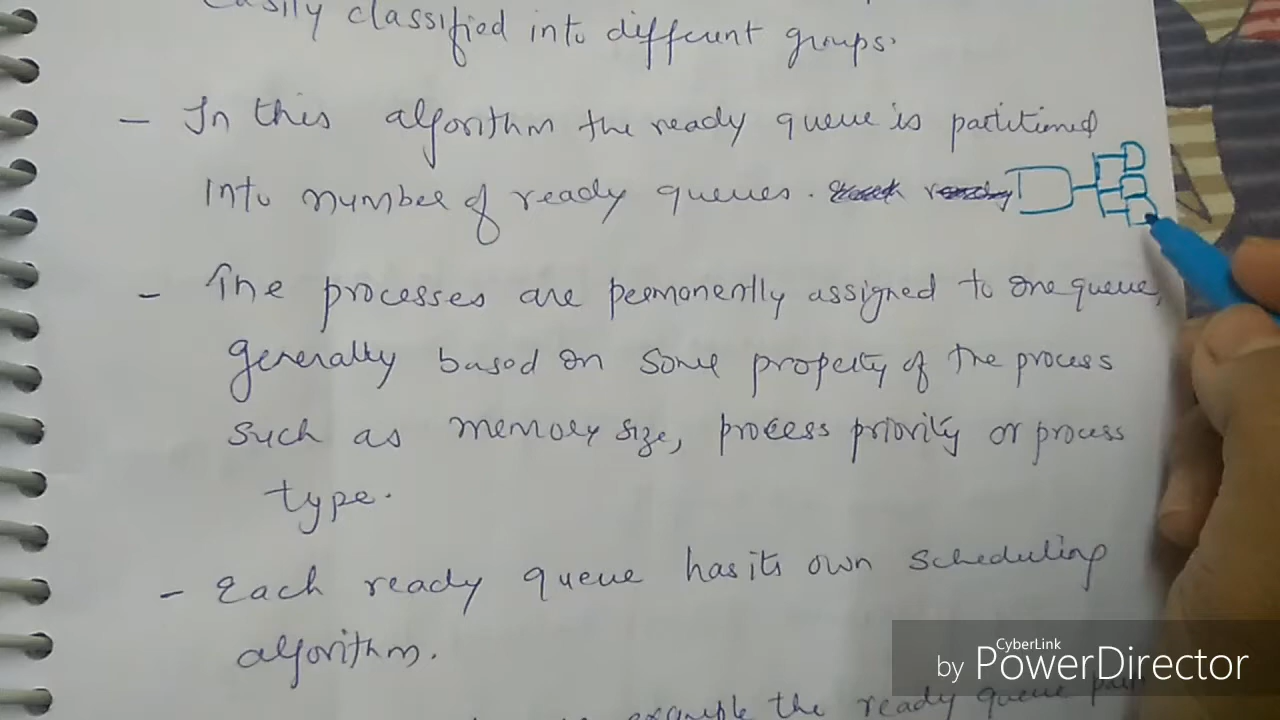 easily classified into different groups.
- In this algorithm the ready queue is partitioned
into number of ready queues.
- The processes are permanently assigned to one queue,
generally based on some property of the process
such as memory size, process priority or process
type.
- Each ready queue has its own scheduling
algorithm.
example the ready queue
CyberLink
by PowerDirector